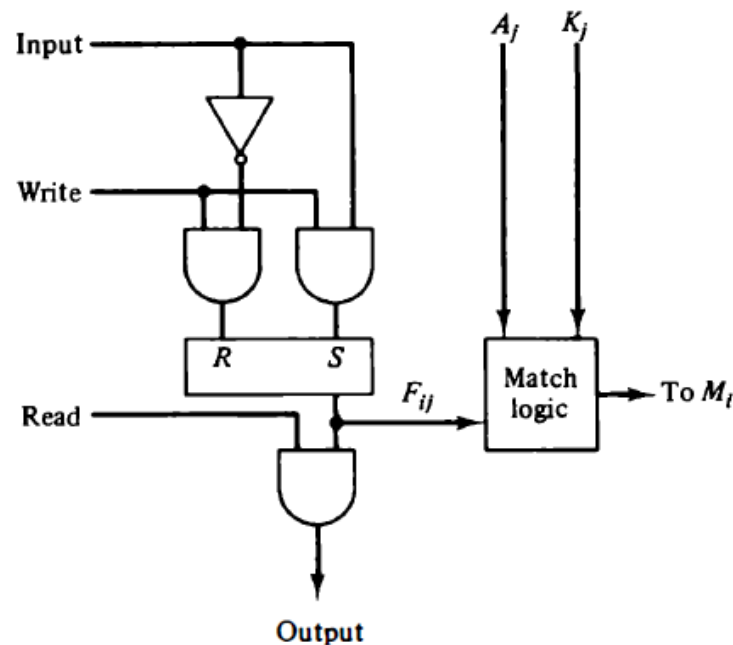 Input
A_j
K_j
Write
R
S
Read
F_ij
Match
logic
To M_i
Output